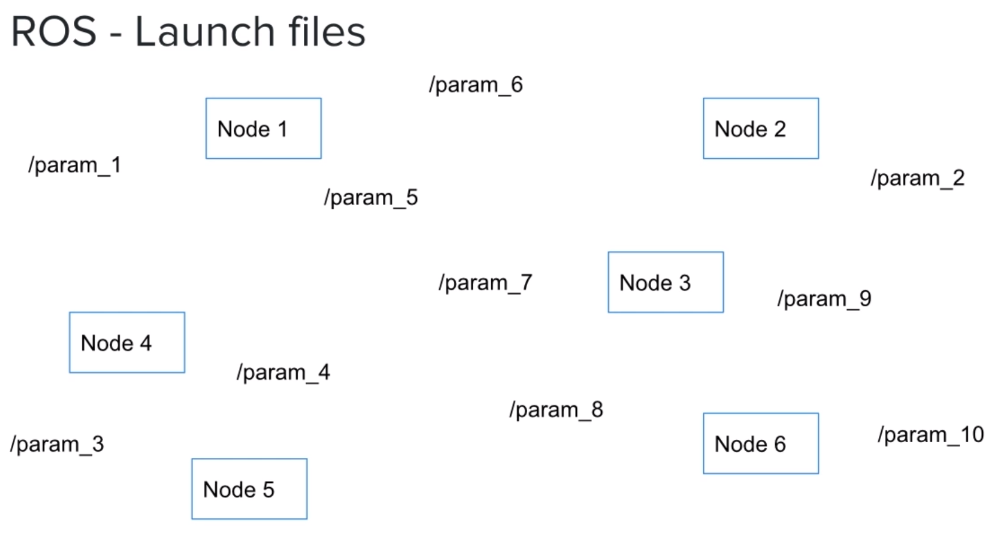 ROS - Launch files
/param_6
Node 1
Node 2
/param_1
/param_2
/param_5
/param_7
Node 3
/param_9
Node 4
/param_4
/param_8
/param_3
Node 6
/param_10
Node 5